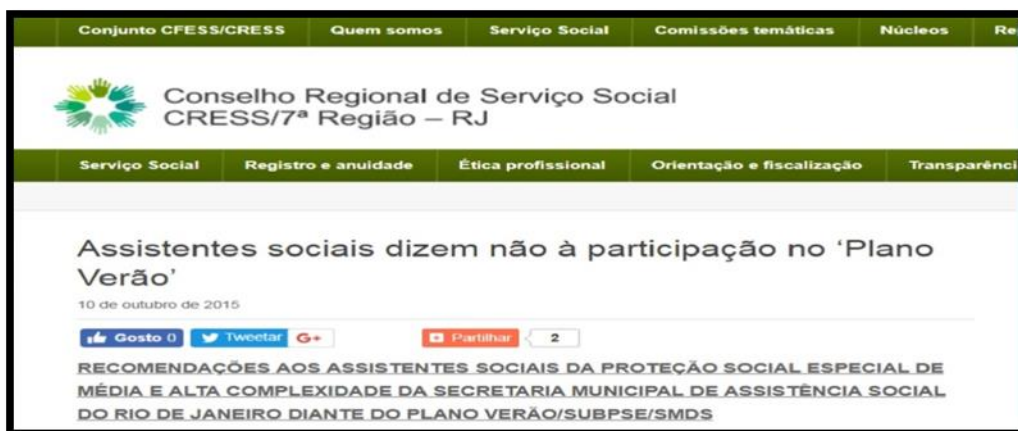 Conjunto CFESS/CRESS Quem somos Serviço Social Comissões temáticas Núcleos
Conselho Regional de Serviço Social
CRESS/7ª Região – RJ
Serviço Social Registro e anuidade Ética profissional Orientação e fiscalização Transparênci
Assistentes sociais dizem não à participação no ‘Plano
Verão’
10 de outubro de 2015
Gosto 0 Tweetar G+ Partilhar 2
RECOMENDAÇÕES AOS ASSISTENTES SOCIAIS DA PROTEÇÃO SOCIAL ESPECIAL DE
MÉDIA E ALTA COMPLEXIDADE DA SECRETARIA MUNICIPAL DE ASSISTÊNCIA SOCIAL
DO RIO DE JANEIRO DIANTE DO PLANO VERÃO/SUBPSE/SMDS